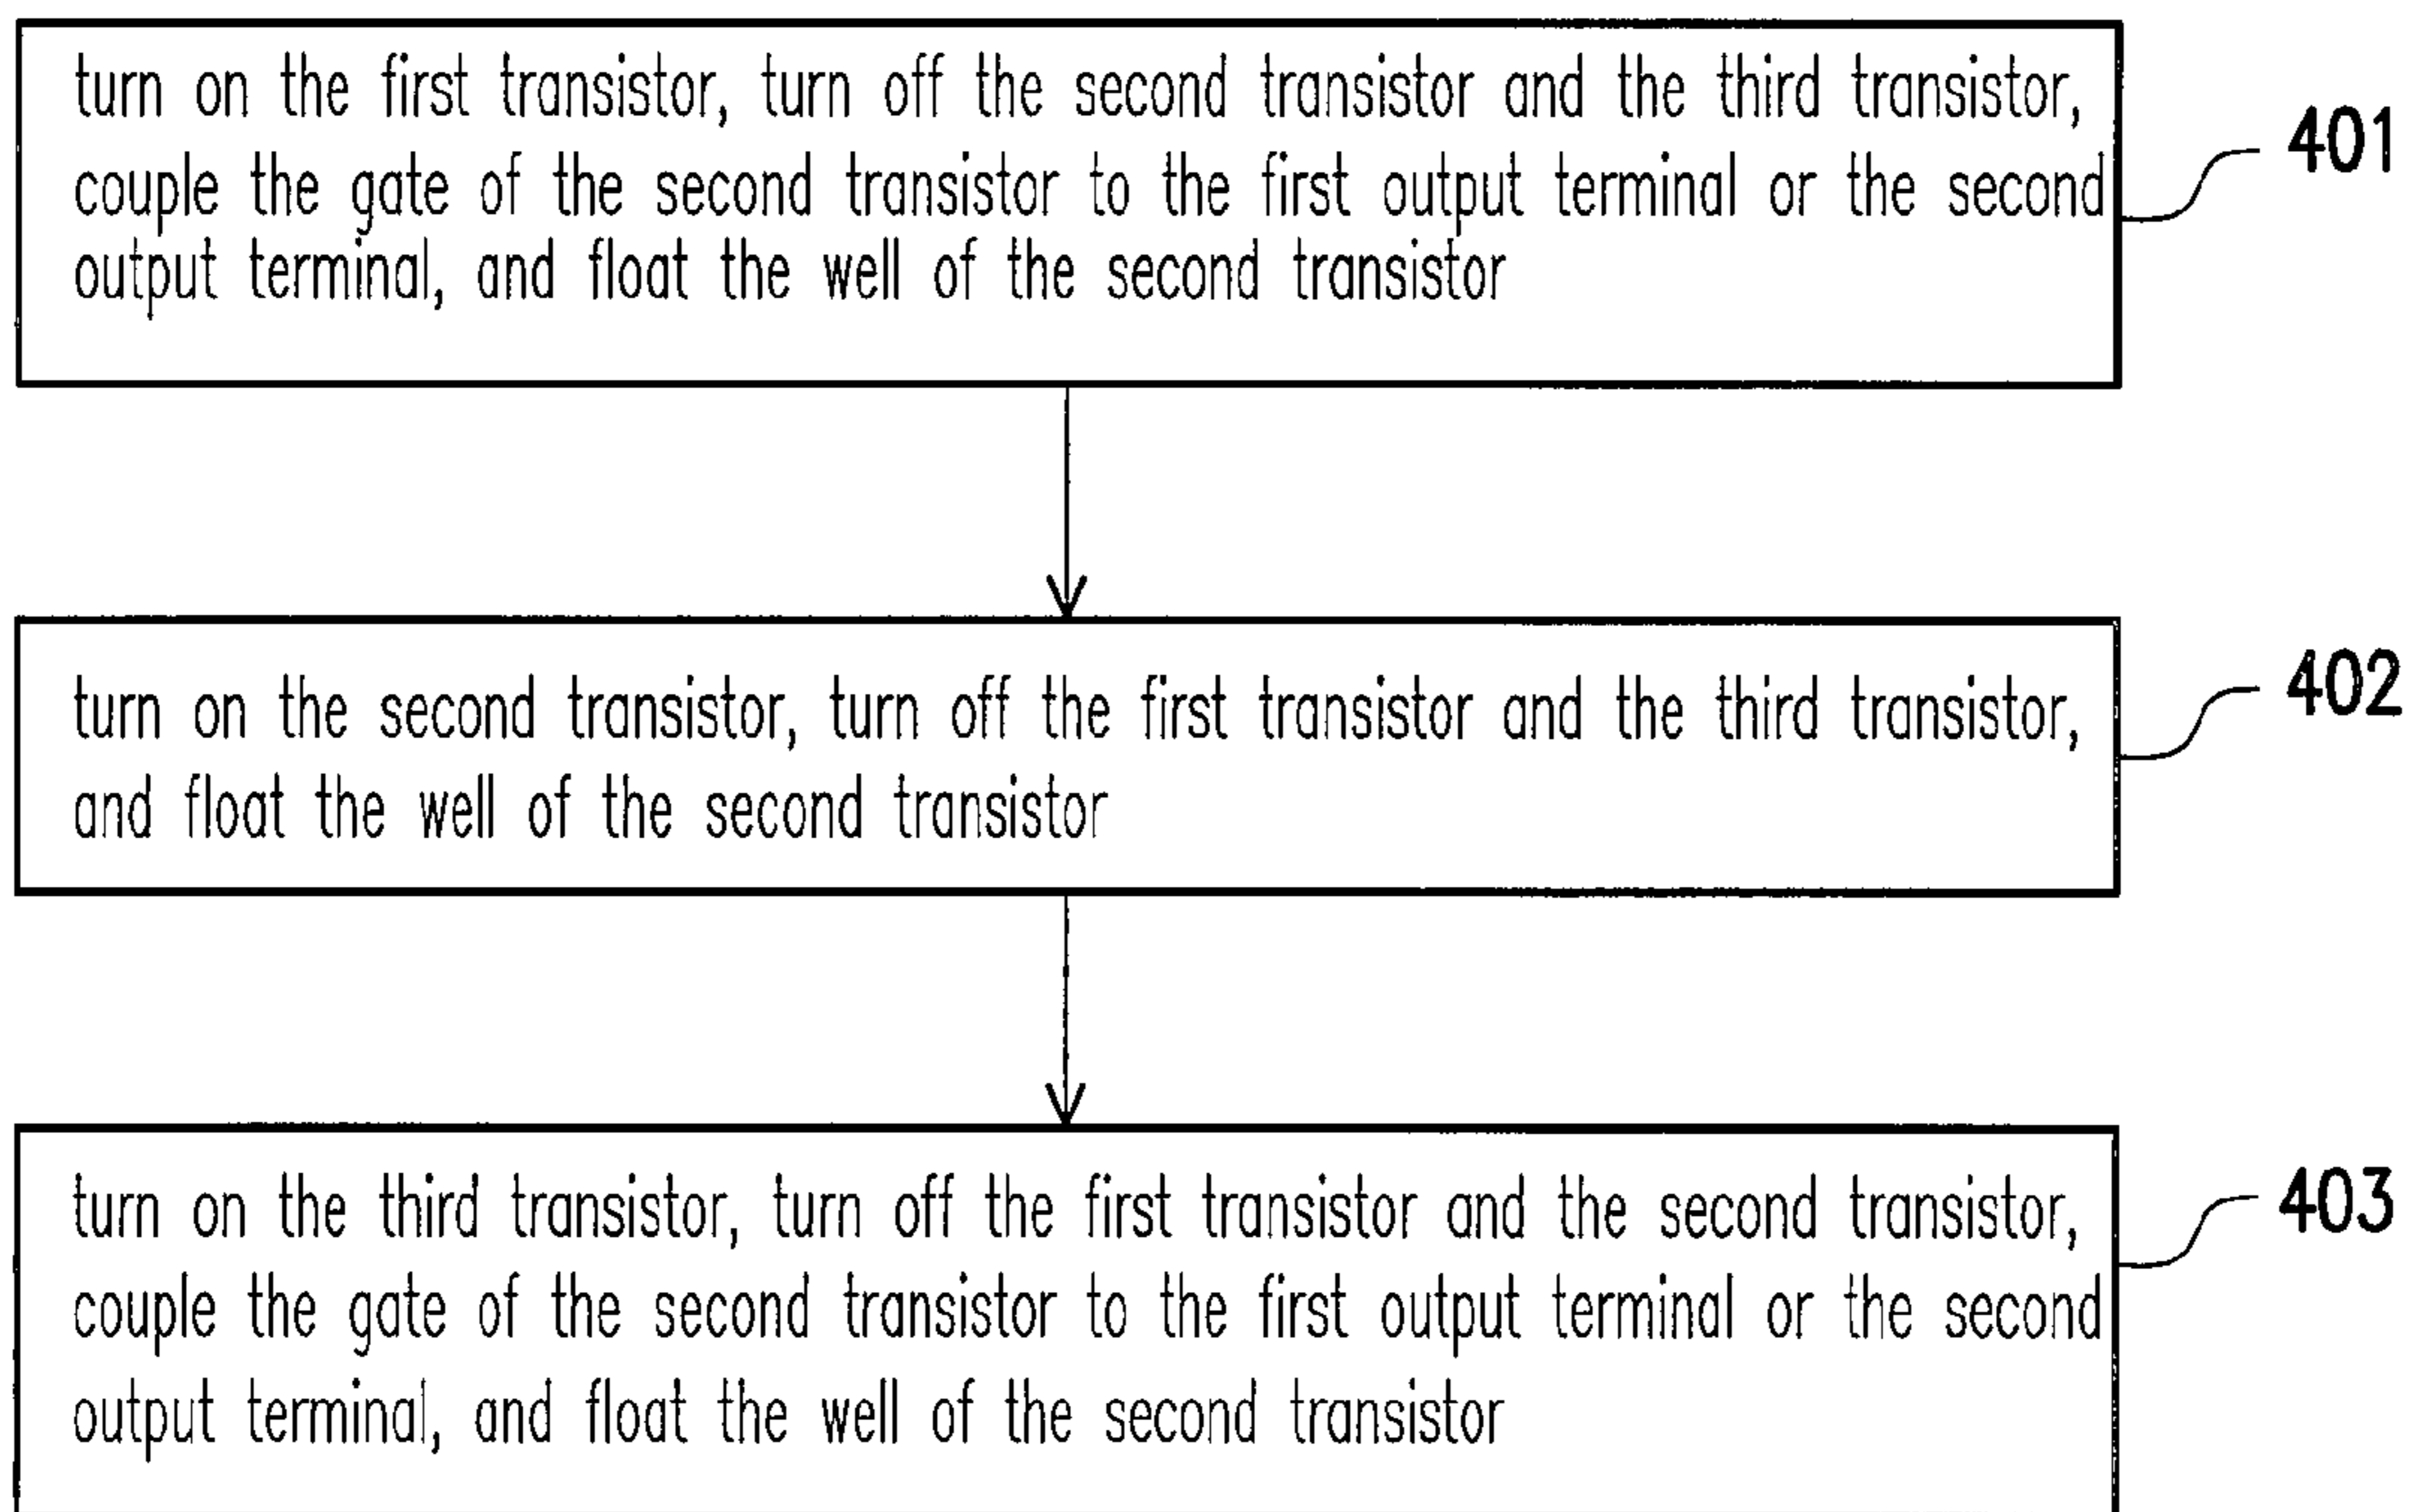 turn on the first transistor, turn off the second transistor and the third transistor,
couple the gate of the second transistor to the first output terminal or the second
output terminal, and float the well of the second transistor
401
turn on the second transistor, turn off the first transistor and the third transistor,
and float the well of the second transistor
402
turn on the third transistor, turn off the first transistor and the second transistor,
couple the gate of the second transistor to the first output terminal or the second
output terminal, and float the well of the second transistor
403